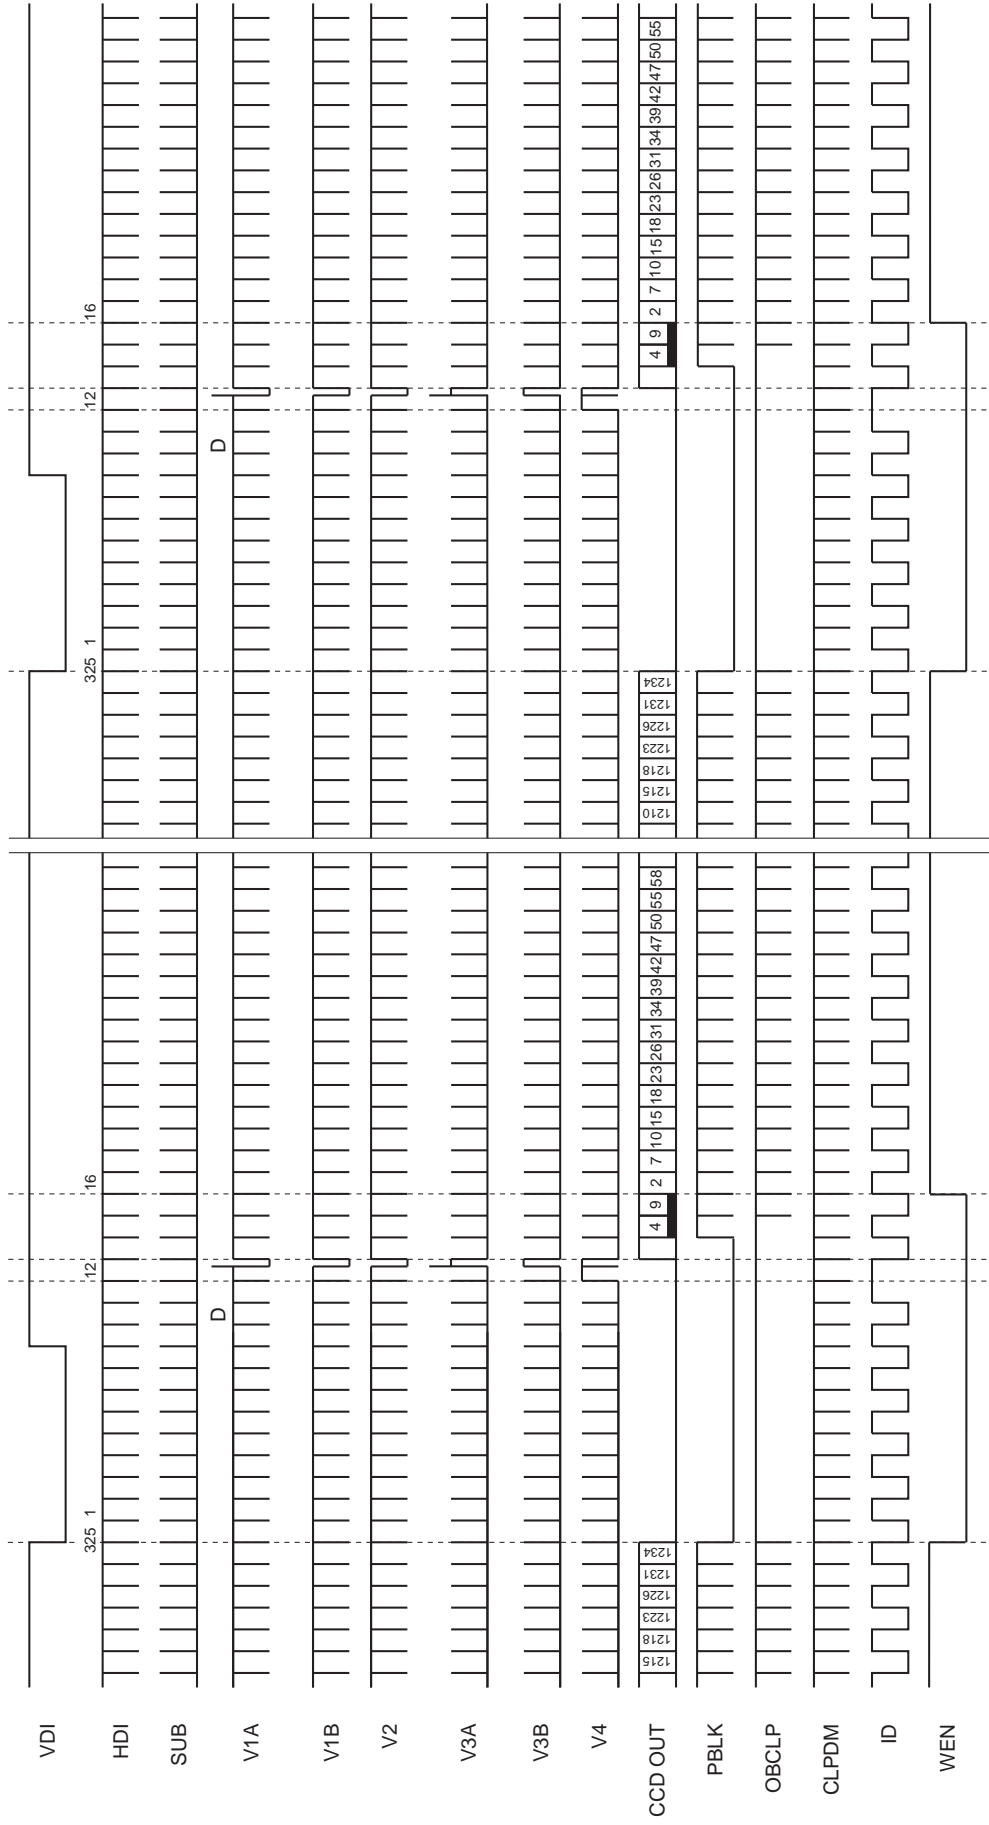 VDI
325 1 12 16 325 1 12 16
HDI
SUB
D D
V1A
V1B
V2
V3A
V3B
V4
CCD OUT 1215 1218 1223 1226 1231 1234 4 9 2 7 10 15 18 23 26 31 34 39 42 47 50 55 58 1210 1215 1218 1223 1226 1231 1234 4 9 2 7 10 15 18 23 26 31 34 39 42 47 50 55
PBLK
OBCLP
CLPDM
ID
WEN